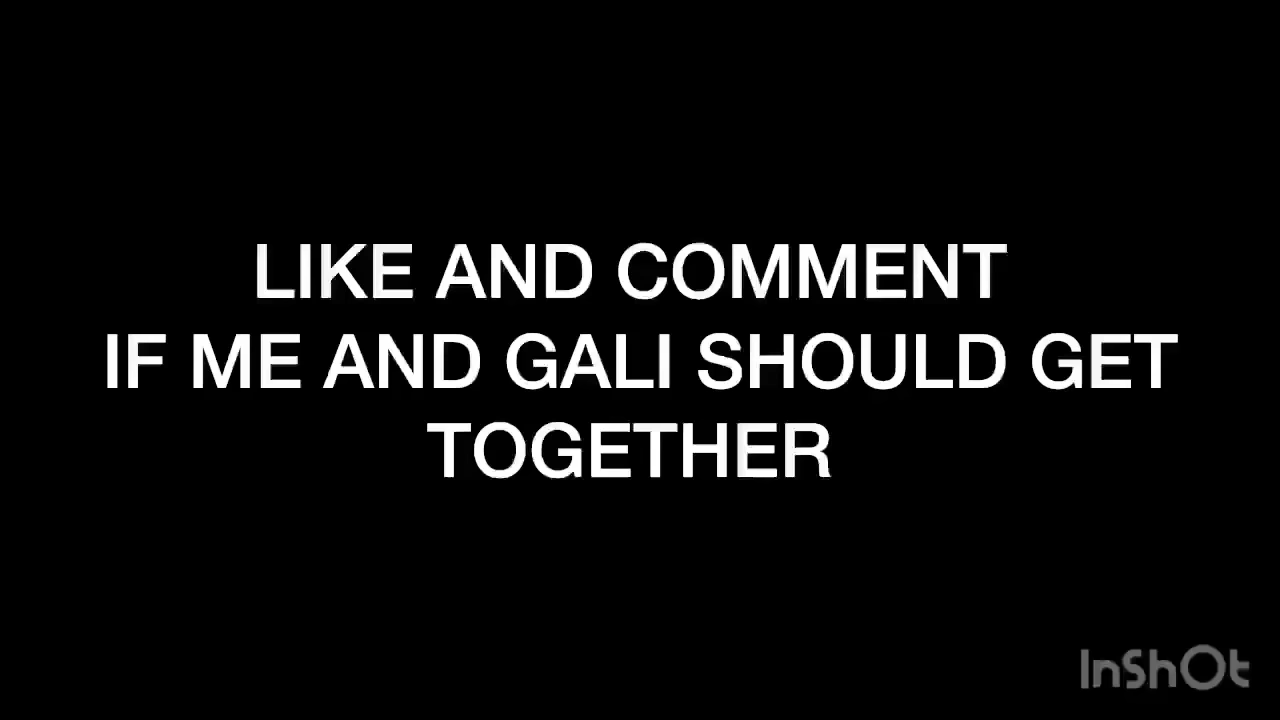 LIKE AND COMMENT
IF ME AND GALI SHOULD GET
TOGETHER
InShOt